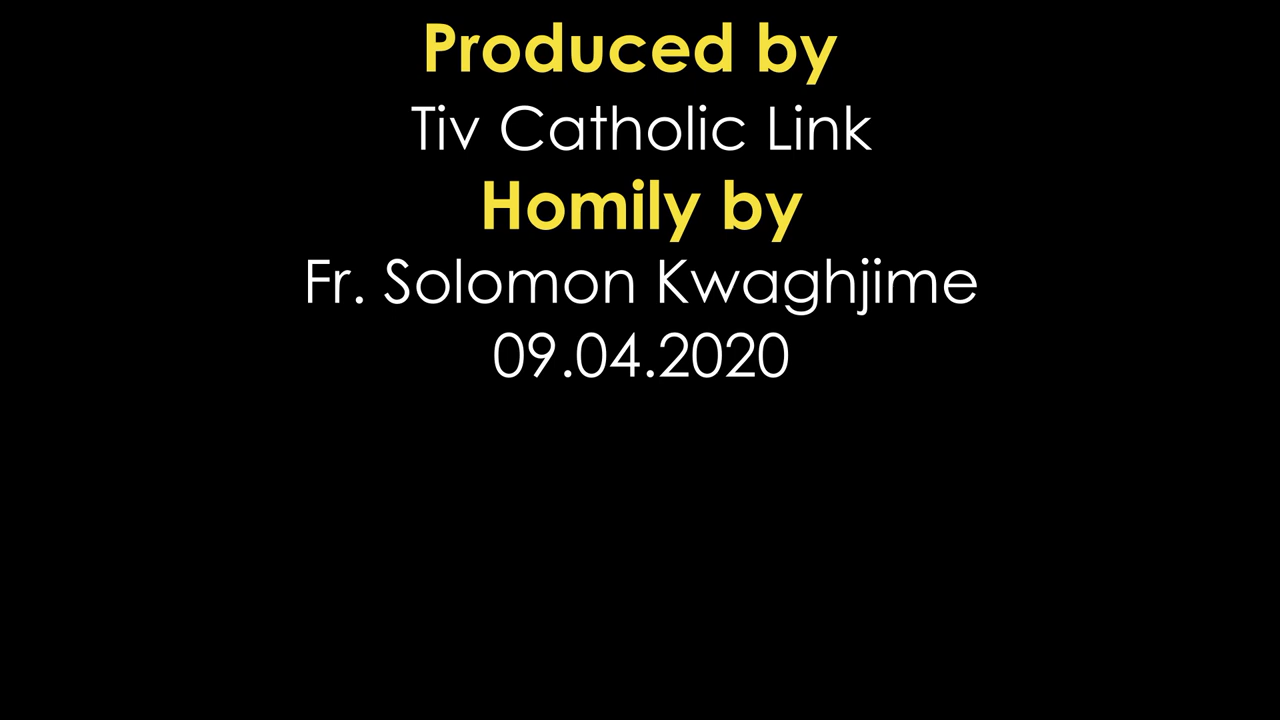 Produced by
Tiv Catholic Link
Homily by
Fr. Solomon Kwaghjime
09.04.2020